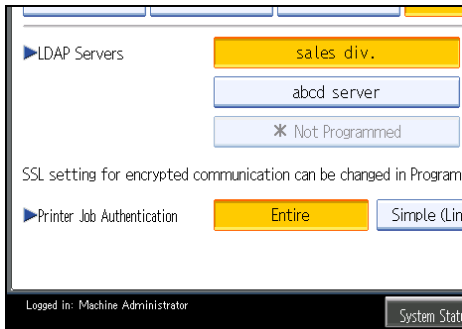 LDAP Servers
sales div.
abcd server
* Not Programmed
SSL setting for encrypted communication can be changed in Program
Printer Job Authentication
Entire
Simple (Lin
Logged in: Machine Administrator
System Stat